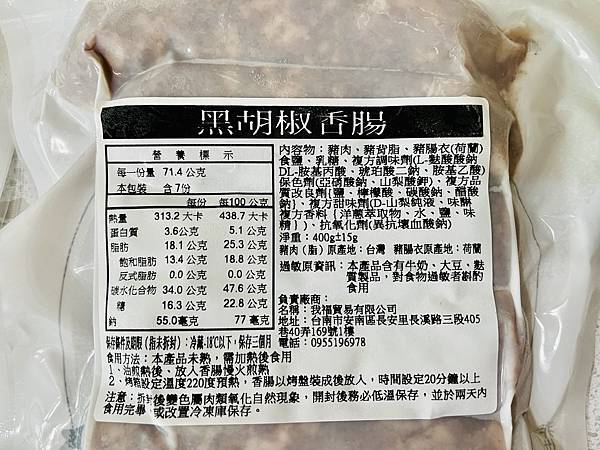 黑胡椒香腸
營養標示
每一份量 71.4 公克
本包裝 含 7份
每份 每100 公克
熱量 313.2 大卡 438.7 大卡
蛋白質 3.6公克 5.1 公克
脂肪 18.1 公克 25.3 公克
飽和脂肪 13.4 公克 18.8 公克
反式脂肪 0.0 公克 0.0 公克
碳水化合物 34.0 公克 47.6 公克
糖 16.3 公克 22.8 公克
鈉 55.0毫克 77 毫克
內容物：豬肉、豬背脂、豬腸衣(荷蘭)
食鹽、乳糖、複方調味劑(L-麩酸鈉
DL-胺基丙酸、琥珀酸二鈉、胺基乙酸)
保色劑(亞硝酸鈉、山梨酸鉀)、複方品
質改良劑{鹽、檸檬酸、碳酸鈉、醋酸
鈉}、複方甜味劑(D-山梨純液、味醂
複方香料｛洋蔥萃取物、水、鹽、味
精｝)、抗氧化劑(異抗壞血酸鈉)
淨重：400g±15g
豬肉（脂）原產地：台灣 豬腸衣原產地：荷蘭
過敏原資訊：本產品含有牛奶、大豆、麩
質製品，對食物過敏者斟酌
食用
負責廠商：
名稱：我福貿易有限公司
地址：台南市安南區長安里長溪路三段405
巷40弄169號1樓
電話：0955196978
保存條件及期限（指未拆封）：冷藏-18℃以下，保存三個月
食用方法：本產品未熟，需加熱後食用
1、油煎熱後、放入香腸慢火煎熟
2、烤箱設定溫度220度預熱，香腸以烤盤裝成後放入，時間設定20分鐘以上
注意：拆封後變色屬肉類氧化自然現象，開封後務必低溫保存，並於兩天內
食用完畢 或改置冷凍庫保存。